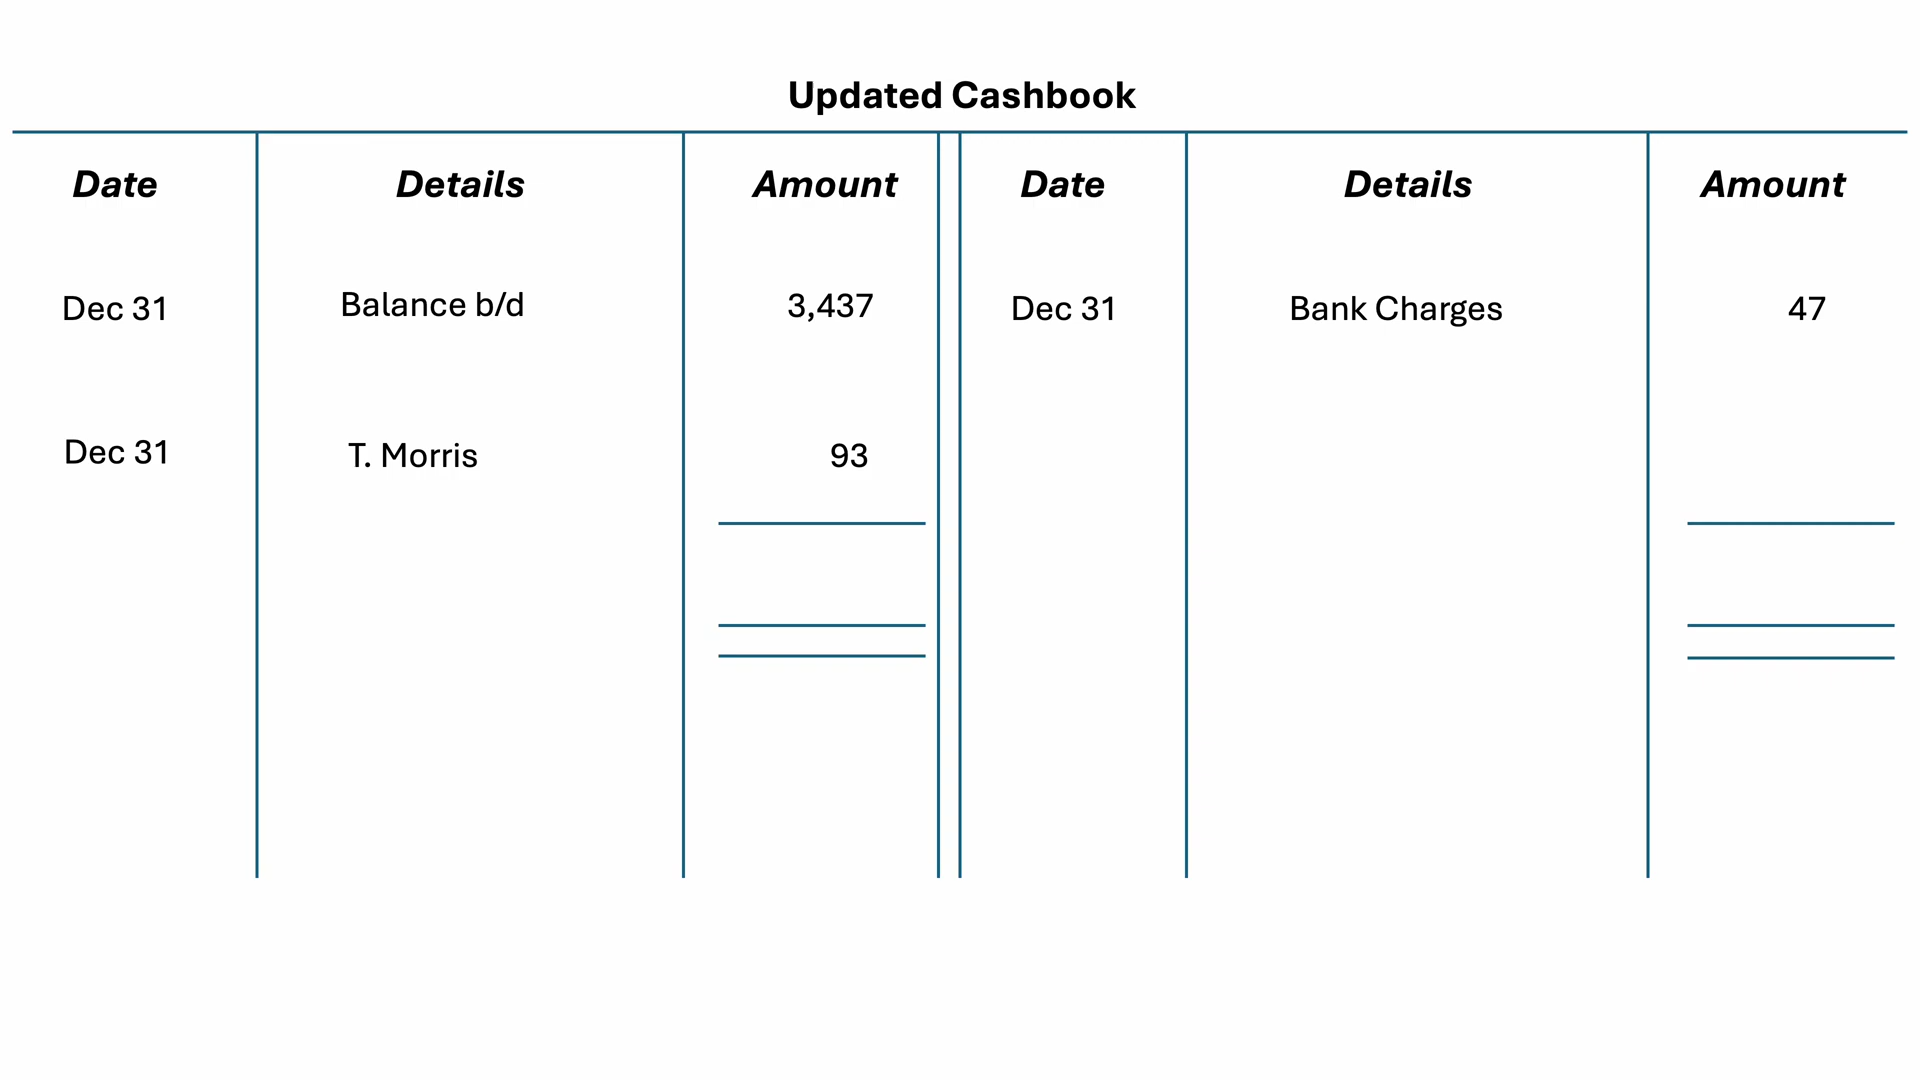 Updated Cashbook
Date Details Amount Date Details Amount
Dec 31 Balance b/d 3,437 Dec 31 Bank Charges 47
Dec 31 T. Morris 93